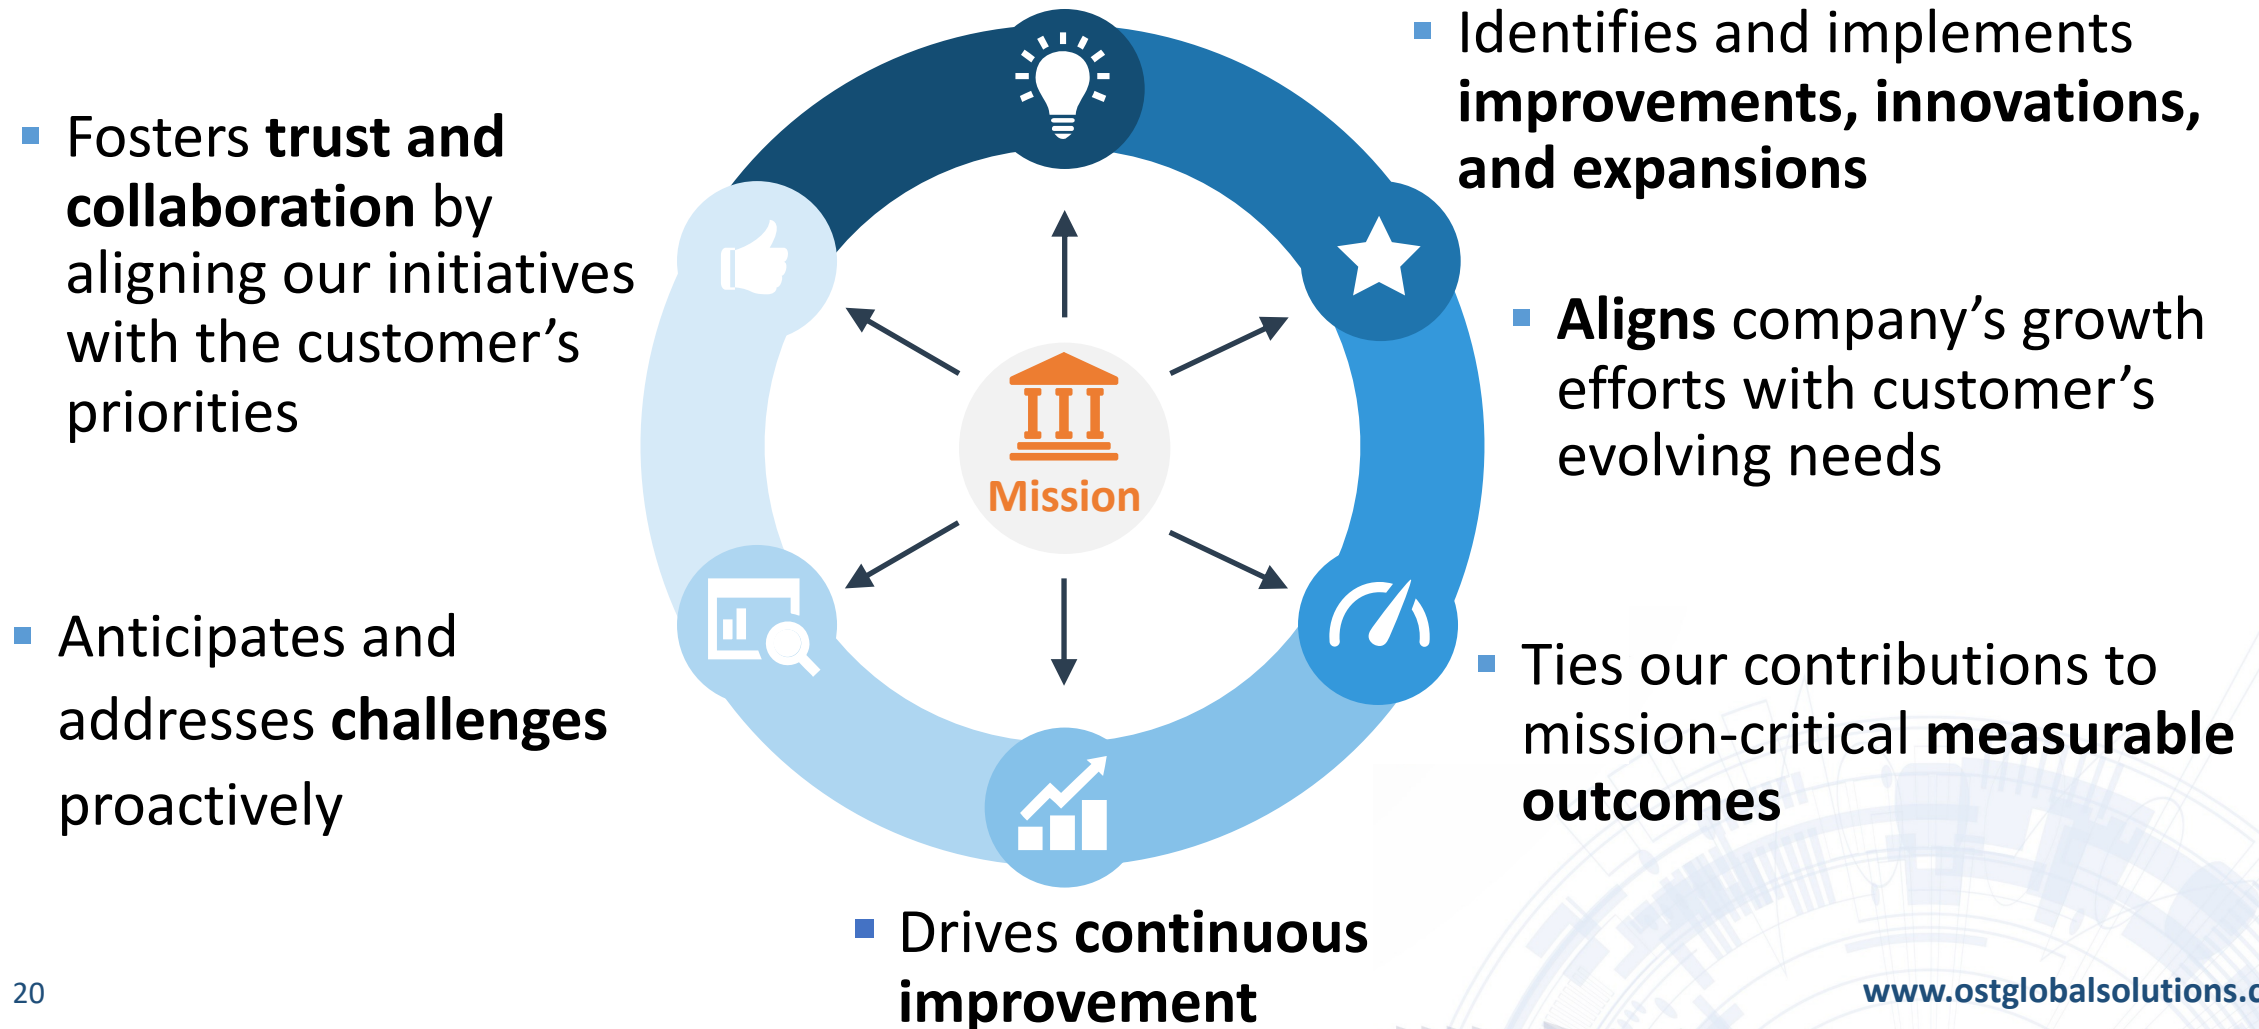 Identifies and implements
improvements, innovations,
and expansions
Fosters trust and
collaboration by
aligning our initiatives
with the customer’s
priorities
Aligns company’s growth
efforts with customer’s
evolving needs
Mission
Anticipates and
addresses challenges
proactively
Ties our contributions to
mission-critical measurable
outcomes
Drives continuous
improvement
20
www.ostglobalsolutions.c